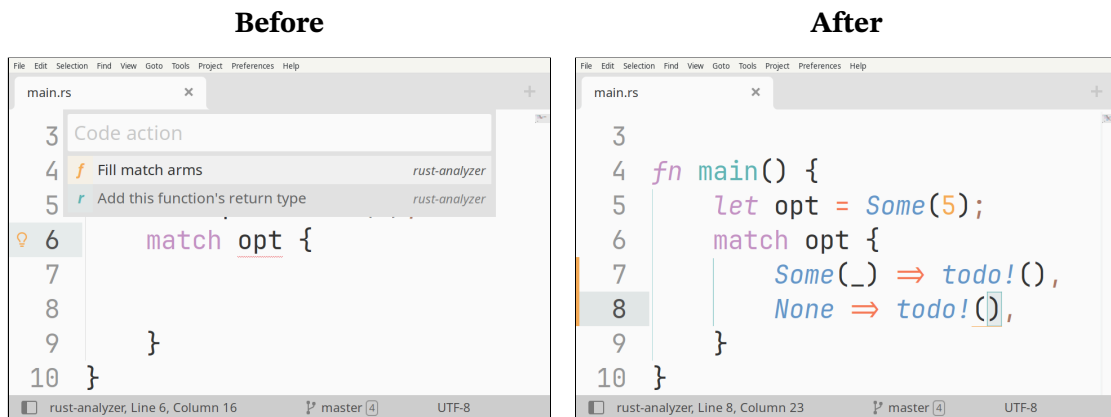 Before
File Edit Selection Find View Goto Tools Project Preferences Help
main.rs ×
+
Code action
3
4 f Fill match arms rust-analyzer
5 r Add this function's return type rust-analyzer
6 match opt {
7
8
9 }
10 }
rust-analyzer, Line 6, Column 16 master 4 UTF-8
After
File Edit Selection Find View Goto Tools Project Preferences Help
main.rs ×
+
3
4 fn main() {
5 let opt = Some(5);
6 match opt {
7 Some(_) => todo!(),
8 None => todo!(),
9 }
10 }
rust-analyzer, Line 8, Column 23 master 4 UTF-8